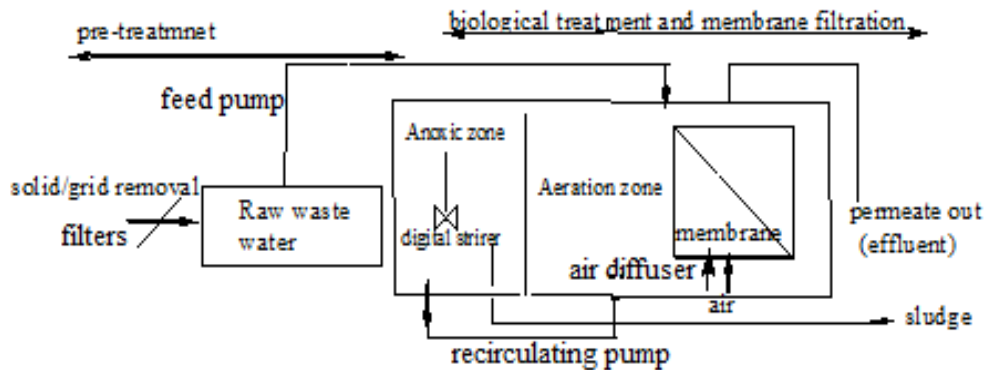 biological treatment and membrane filtration
pre-treatmnet
feed pump
Anoxic zone
solid/grid removal
filters
Raw waste
water
Aeration zone
digital strirer
membrane
permeate out
(effluent)
air diffuser
air
sludge
recirculating pump